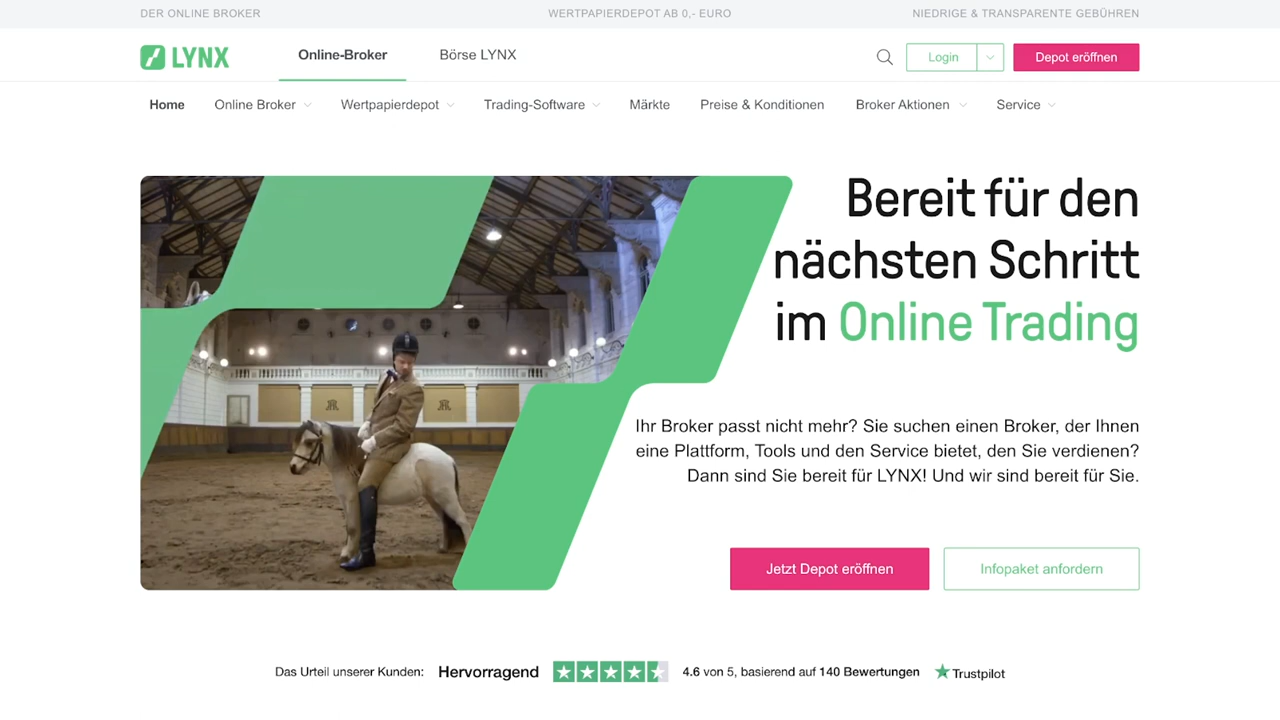 DER ONLINE BROKER
WERTPAPIERDEPOT AB 0,- EURO
NIEDRIGE & TRANSPARENTE GEBÜHREN
LYNX
Online-Broker
Börse LYNX
Login
Depot eröffnen
Home
Online Broker
Wertpapierdepot
Trading-Software
Märkte
Preise & Konditionen
Broker Aktionen
Service
Bereit für den
nächsten Schritt
im Online Trading
Ihr Broker passt nicht mehr? Sie suchen einen Broker, der Ihnen
eine Plattform, Tools und den Service bietet, den Sie verdienen?
Dann sind Sie bereit für LYNX! Und wir sind bereit für Sie.
Jetzt Depot eröffnen
Infopaket anfordern
Das Urteil unserer Kunden:
Hervorragend
4.6 von 5, basierend auf 140 Bewertungen
Trustpilot